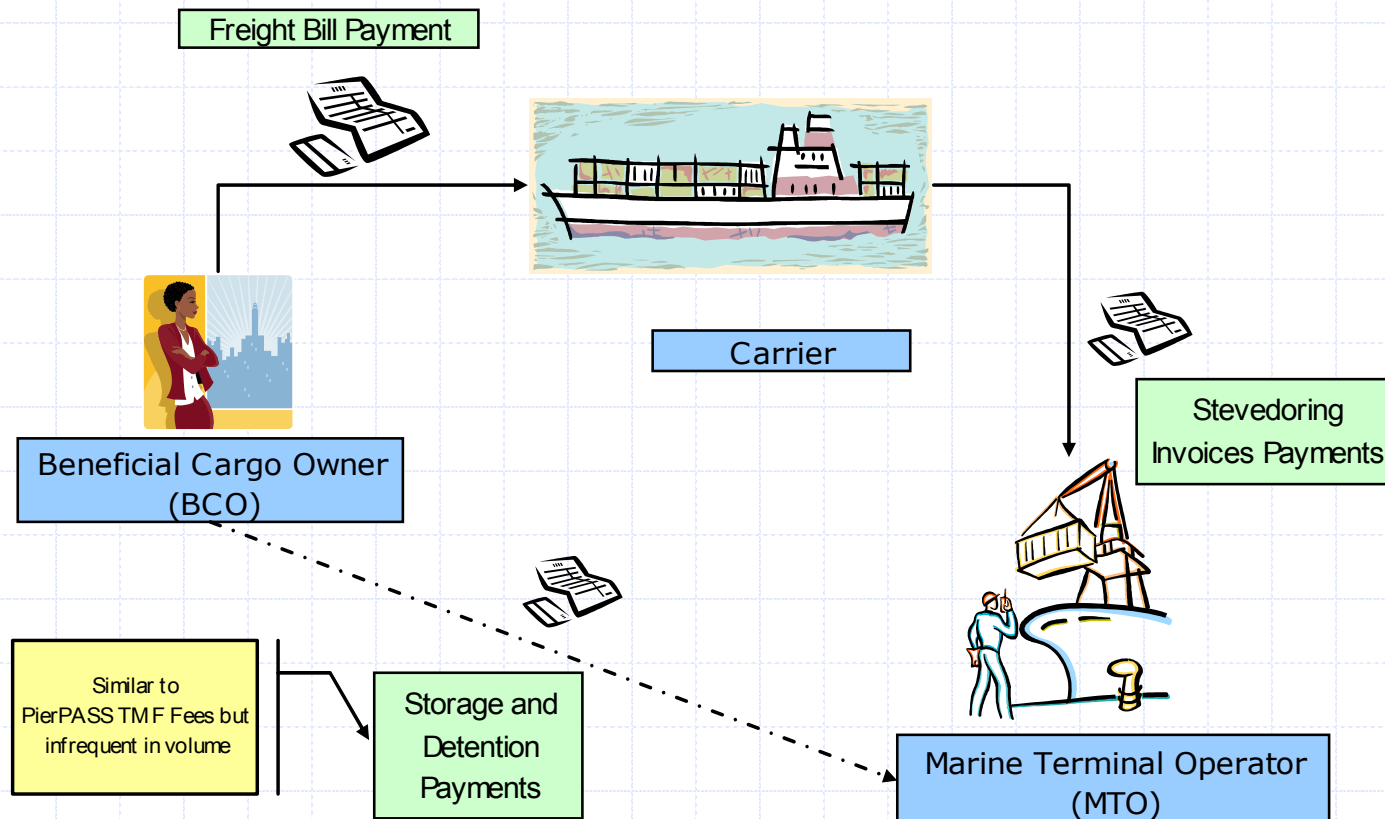 Freight Bill Payment
Carrier
Stevedoring
Invoices Payments
Beneficial Cargo Owner
(BCO)
Similar to
PierPASS TMF Fees but
infrequent in volume
Storage and
Detention
Payments
Marine Terminal Operator
(MTO)